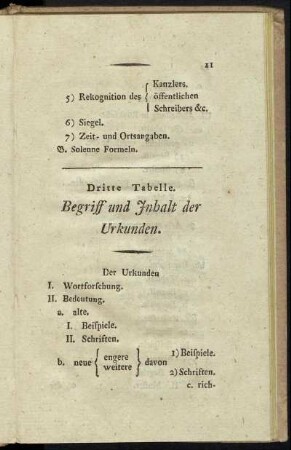 21
Kanzlers.
5) Rekognition des { öffentlichen
Schreibers &c.
6) Siegel.
7) Zeit- und Ortsangaben.
B. Solenne Formeln.
Dritte Tabelle.
Begriff und Inhalt der
Urkunden.
Der Urkunden
I. Wortforſchung.
II. Bedeutung.
a. alte.
I. Beiſpiele.
II. Schriften.
b. neue { engere weitere } davon 1) Beiſpiele.
2) Schriften.
c. rich-